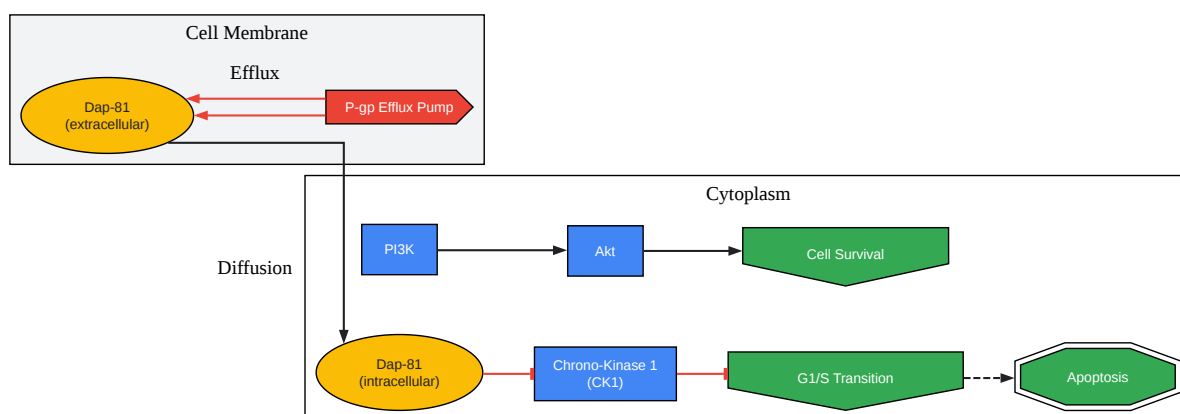 Cell Membrane
Efflux
Dap-81
(extracellular)
P-gp Efflux Pump
Cytoplasm
PI3K
Akt
Cell Survival
Diffusion
Dap-81
(intracellular)
Chrono-Kinase 1
(CK1)
G1/S Transition
Apoptosis